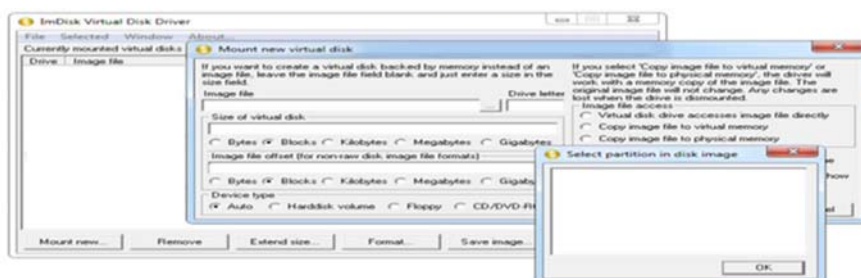 ImDisk Virtual Disk Driver
File Selected Window About...
Currently mounted virtual disks
Drive Image file
Mount new virtual disk
If you want to create a virtual disk backed by memory instead of an
image file, leave the image file field blank and just enter a size in the
size field.
Image file
Drive letter
...
Size of virtual disk
Bytes Blocks Kilobytes Megabytes Gigabytes
Image file offset (for non-raw disk image file formats)
Bytes Blocks Kilobytes Megabytes
Device type
Auto Harddisk volume Floppy
If you select 'Copy image file to virtual memory' or
'Copy image file to physical memory', the driver will
work with a memory copy of the image file. The
original image file will not change. Any changes are
lost when the drive is dismounted.
Image file access
Virtual disk drive accesses image file directly
Copy image file to virtual memory
Copy image file to physical memory
Select partition in disk image
OK
Mount new... Remove Extend size... Format... Save image...